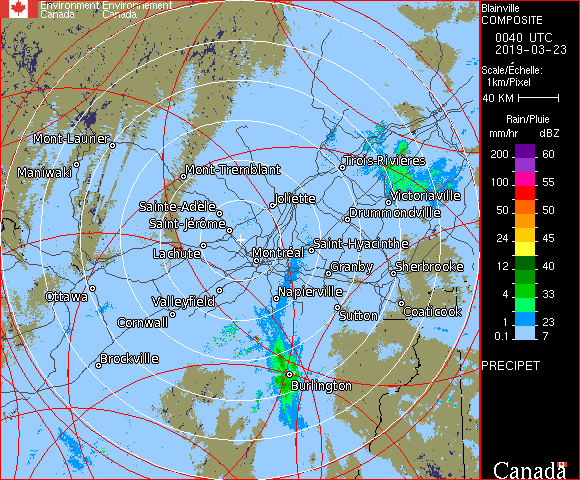 Environment Environnement
Canada Canada
Blainville
COMPOSITE
0040 UTC
2019-03-23
Scale/Échelle:
1km/Pixel
40 KM
Rain/Pluie
mm/hr dBZ
200 60
100 55
50 50
24 45
12 40
4 33
1 23
0.1 7
PRECIPET
Mont-Laurier
Maniwaki
Mont-Tremblant
Trois-Rivières
Victoriaville
Joliette
Sainte-Adèle
Drummondville
Saint-Jérôme
Lachute
Montréal
Saint-Hyacinthe
Granby
Sherbrooke
Ottawa
Valleyfield
Napierville
Cornwall
Sutton
Coaticook
Brockville
Burlington
Canada